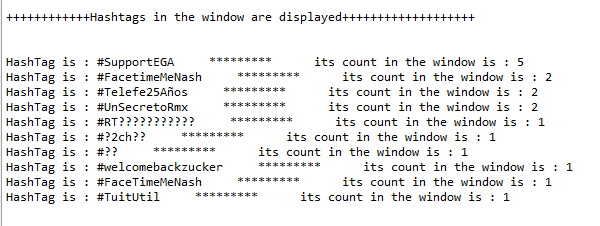 ++++++++++++Hashtags in the window are displayed+++++++++++++++++++
HashTag is : #SupportEGA     *********      its count in the window is : 5
HashTag is : #FacetimeMeNash     *********      its count in the window is : 2
HashTag is : #Telefe25Años     *********      its count in the window is : 2
HashTag is : #UnSecretoRmx     *********      its count in the window is : 2
HashTag is : #RT???????????     *********      its count in the window is : 1
HashTag is : #?2ch??     *********      its count in the window is : 1
HashTag is : #??     *********      its count in the window is : 1
HashTag is : #welcomebackzucker     *********      its count in the window is : 1
HashTag is : #FaceTimeMeNash     *********      its count in the window is : 1
HashTag is : #TuitUtil     *********      its count in the window is : 1